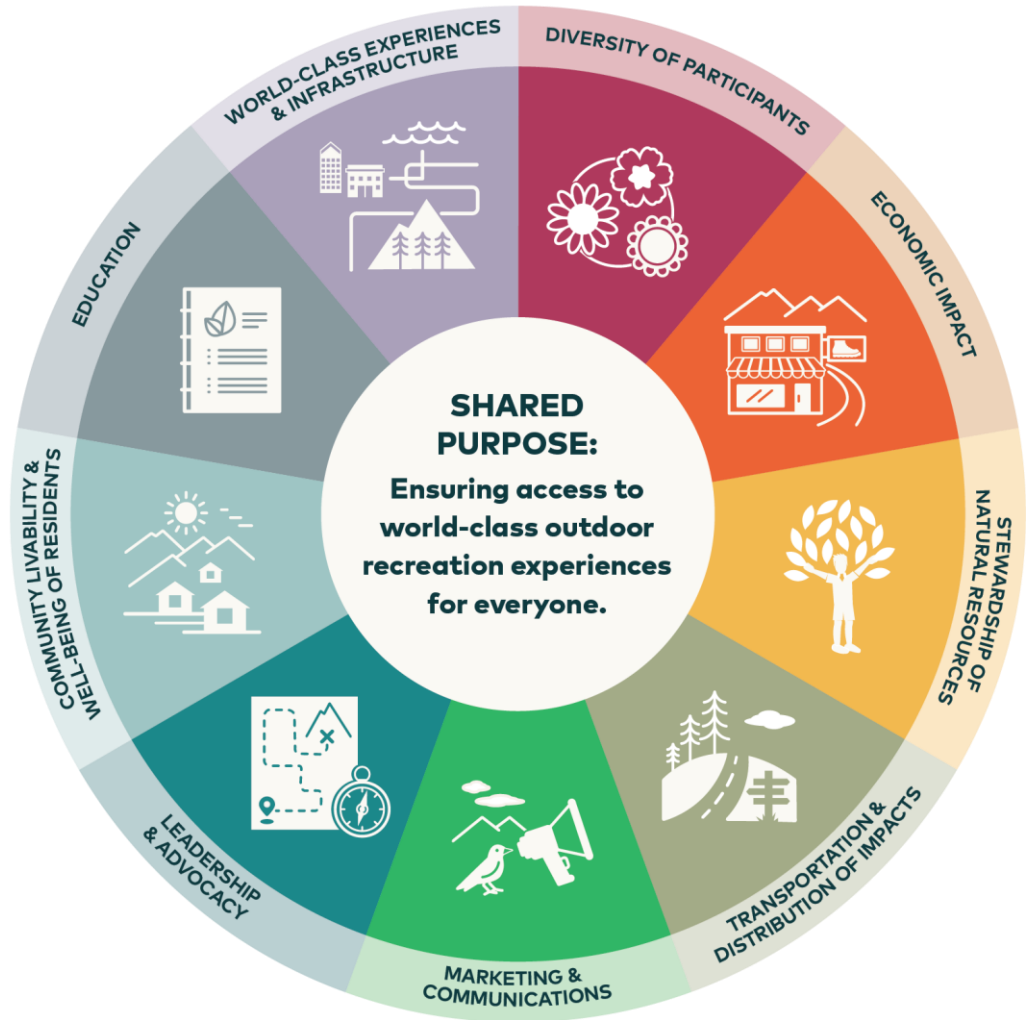 WORLD-CLASS EXPERIENCES
& INFRASTRUCTURE
DIVERSITY OF PARTICIPANTS
ECONOMIC IMPACT
STEWARDSHIP OF
NATURAL RESOURCES
TRANSPORTATION &
DISTRIBUTION OF IMPACTS
MARKETING &
COMMUNICATIONS
LEADERSHIP
& ADVOCACY
COMMUNITY LIVABILITY &
WELL-BEING OF RESIDENTS
EDUCATION
SHARED
PURPOSE:
Ensuring access to
world-class outdoor
recreation experiences
for everyone.